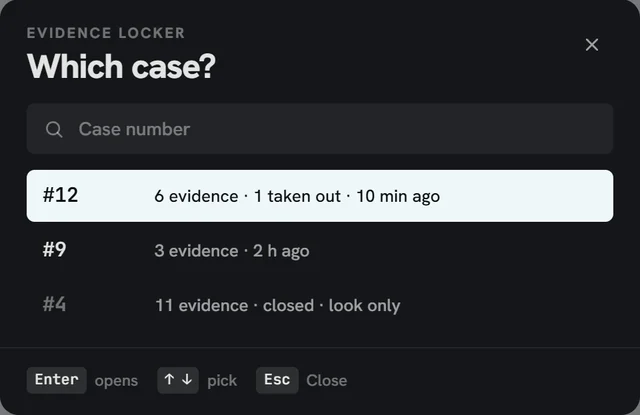 EVIDENCE LOCKER
Which case?
Case number
#12 6 evidence · 1 taken out · 10 min ago
#9 3 evidence · 2 h ago
#4 11 evidence · closed · look only
Enter opens ↑ ↓ pick Esc Close